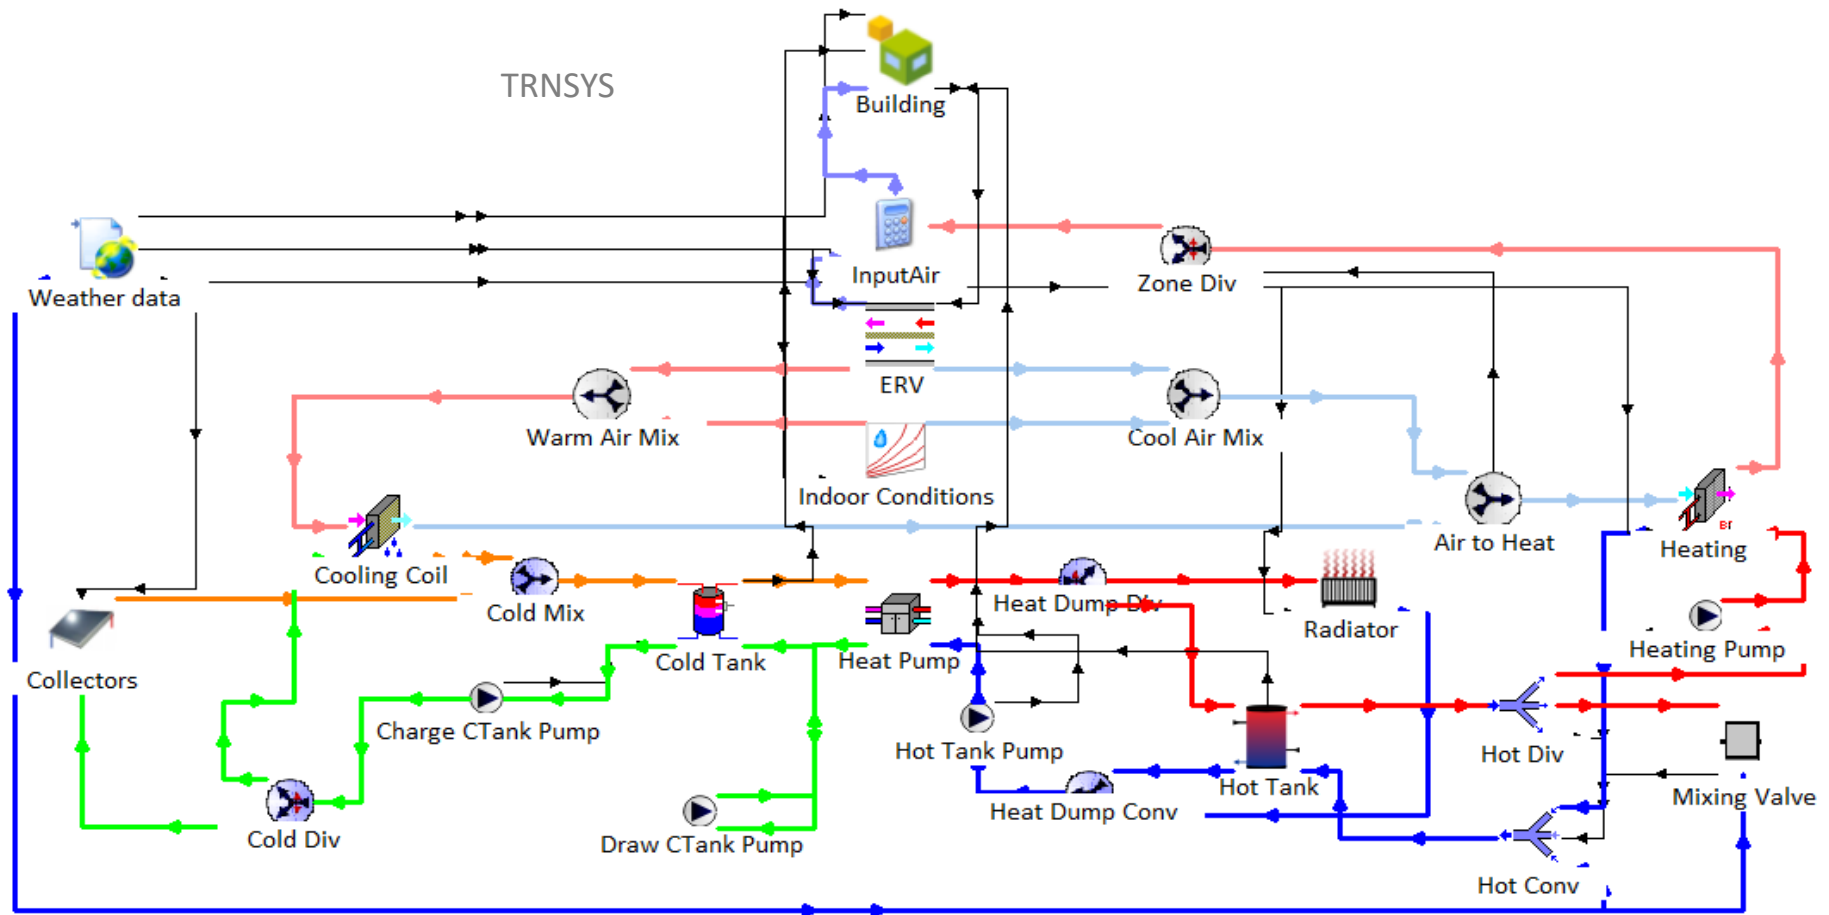 TRNSYS
Building
InputAir
Zone Div
Weather data
ERV
Warm Air Mix
Cool Air Mix
Indoor Conditions
Air to Heat
Heating
Cooling Coil
Cold Mix
Heat Dump Div
Radiator
Heating Pump
Cold Tank
Heat Pump
Collectors
Charge CTank Pump
Hot Tank Pump
Hot Div
Hot Tank
Mixing Valve
Heat Dump Conv
Cold Div
Draw CTank Pump
Hot Conv